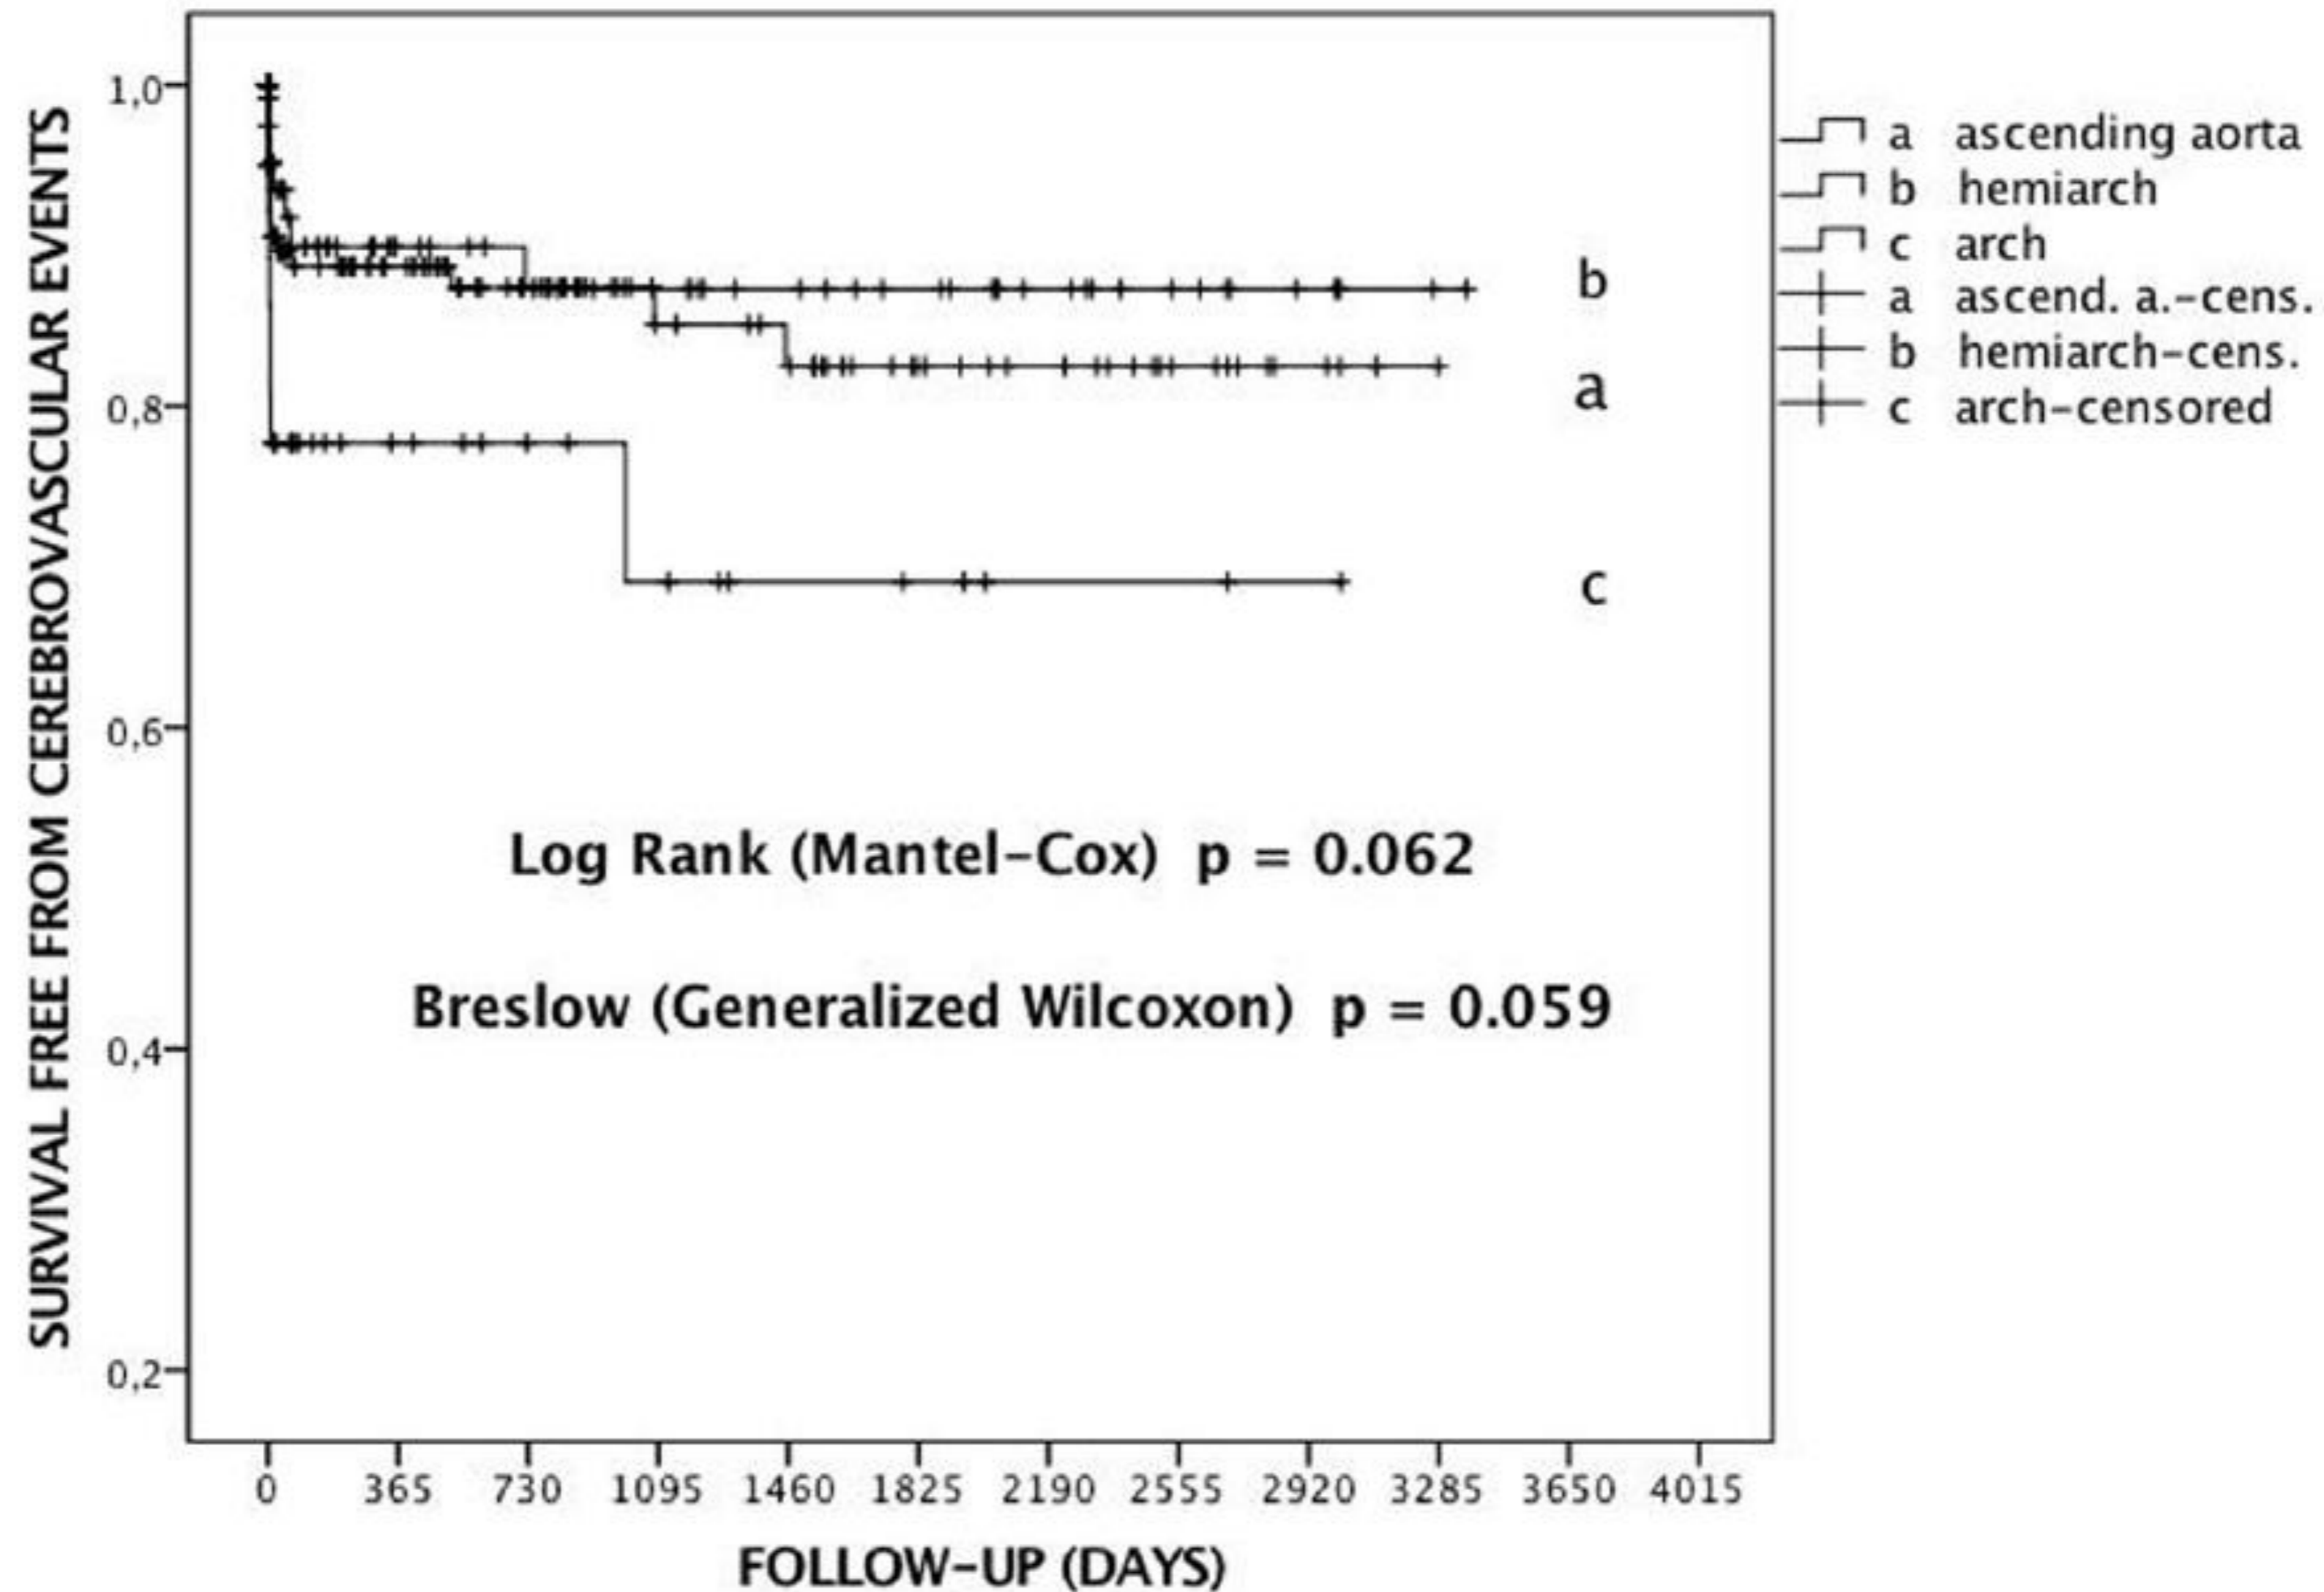 SURVIVAL FREE FROM CEREBROVASCULAR EVENTS
1,0
0,8
0,6
0,4
0,2
b
a
c
Log Rank (Mantel-Cox) p = 0.062
Breslow (Generalized Wilcoxon) p = 0.059
0 365 730 1095 1460 1825 2190 2555 2920 3285 3650 4015
FOLLOW-UP (DAYS)
a ascending aorta
b hemiarch
c arch
a ascend. a.-cens.
b hemiarch-cens.
c arch-censored